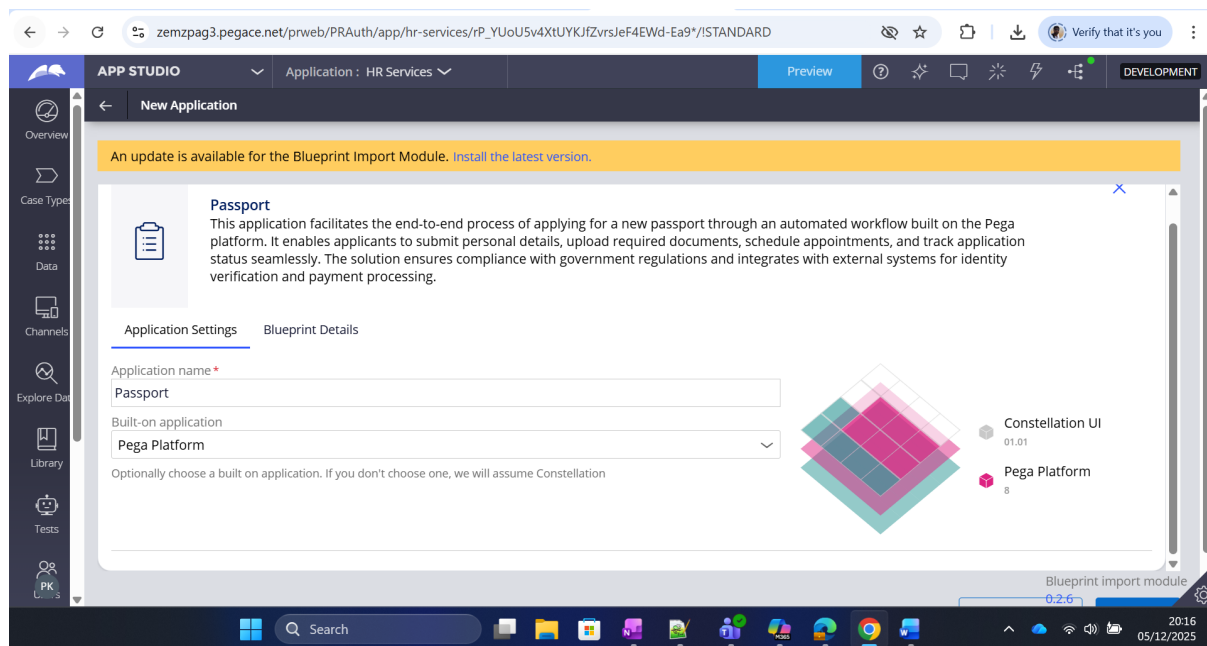 zemzpag3.pegace.net/prweb/PRAuth/app/hr-services/rP_YUoU5v4XtUYKJfZvrsJeF4EWd-Ea9*/!STANDARD
Verify that it's you
APP STUDIO
Application : HR Services
Preview
DEVELOPMENT
New Application
Overview
An update is available for the Blueprint Import Module. Install the latest version.
Case Types
Data
Channels
Explore Dat
Library
Tests
PK
Passport
This application facilitates the end-to-end process of applying for a new passport through an automated workflow built on the Pega
platform. It enables applicants to submit personal details, upload required documents, schedule appointments, and track application
status seamlessly. The solution ensures compliance with government regulations and integrates with external systems for identity
verification and payment processing.
Application Settings
Blueprint Details
Application name*
Passport
Built-on application
Pega Platform
Optionally choose a built on application. If you don't choose one, we will assume Constellation
Constellation UI
01.01
Pega Platform
8
Blueprint import module
0.2.6
Search
M365
20:16
05/12/2025